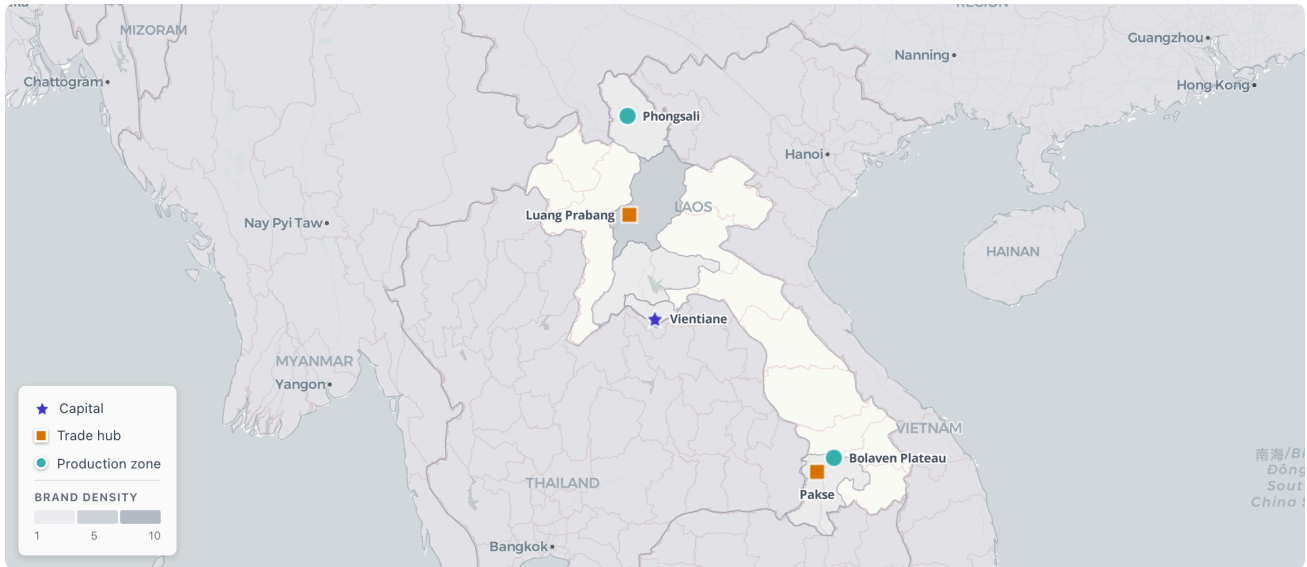 MIZORAM
REGION
Guangzhou
Nanning
Chattogram
Hong Kong
Phongsali
Hanoi
LAOS
Luang Prabang
Nay Pyi Taw
HAINAN
Vientiane
MYANMAR
Yangon
VIETNAM
南海/Bi
Đông
Sout
China S
Bolaven Plateau
Pakse
THAILAND
Bangkok
Capital
Trade hub
Production zone
BRAND DENSITY
1 5 10